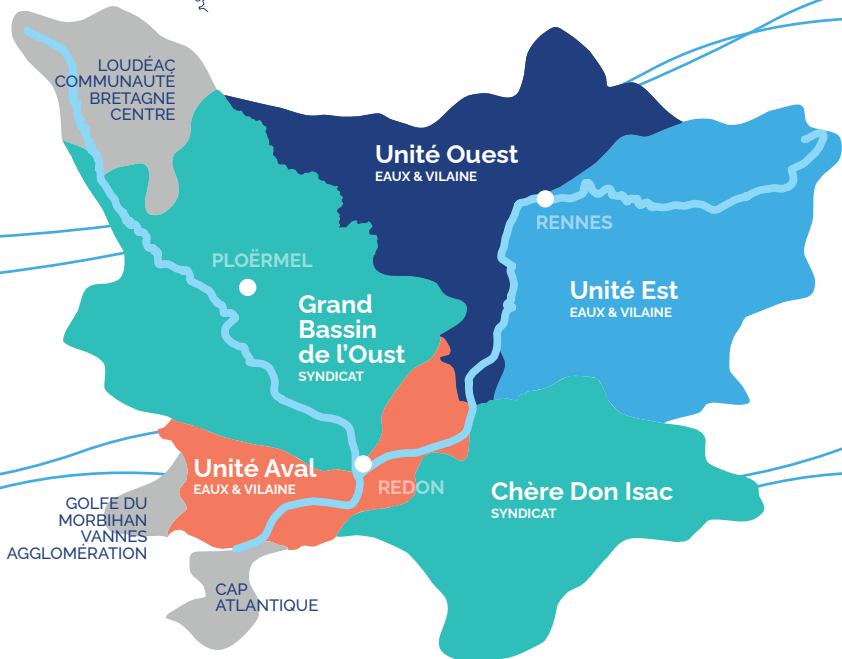 LOUDÉAC
COMMUNAUTÉ
BRETAGNE
CENTRE
Unité Ouest
EAUX & VILAINE
RENNES
PLOËRMEL
Grand
Bassin
de l'Oust
SYNDICAT
Unité Est
EAUX & VILAINE
Unité Aval
EAUX & VILAINE
REDON
Chère Don Isac
SYNDICAT
GOLFE DU
MORBIHAN
VANNES
AGGLOMÉRATION
CAP
ATLANTIQUE